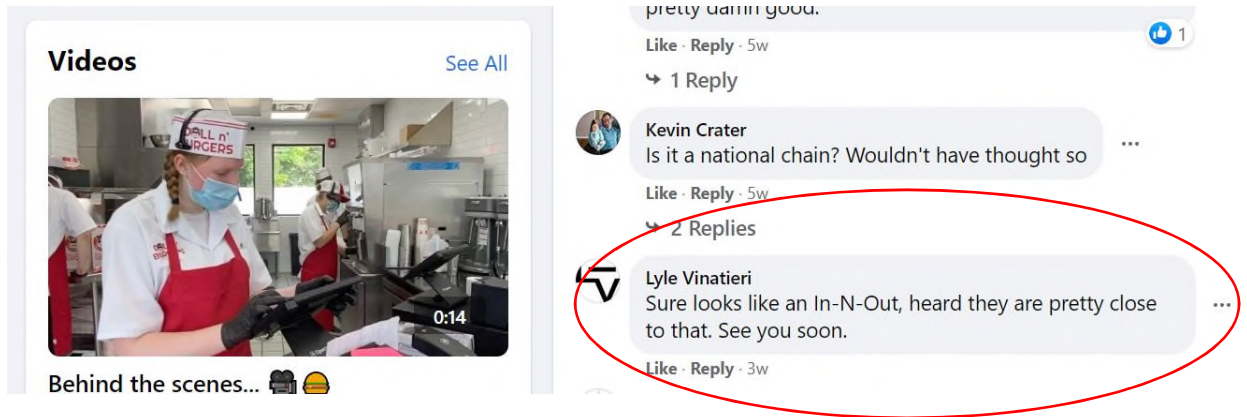 Videos
See All
DOLL n'
BURGERS
0:14
Behind the scenes...
pretty damn good.
1
Like · Reply · 5w
1 Reply
Kevin Crater
Is it a national chain? Wouldn't have thought so
Like · Reply · 5w
2 Replies
Lyle Vinatieri
Sure looks like an In-N-Out, heard they are pretty close
to that. See you soon.
Like · Reply · 3w